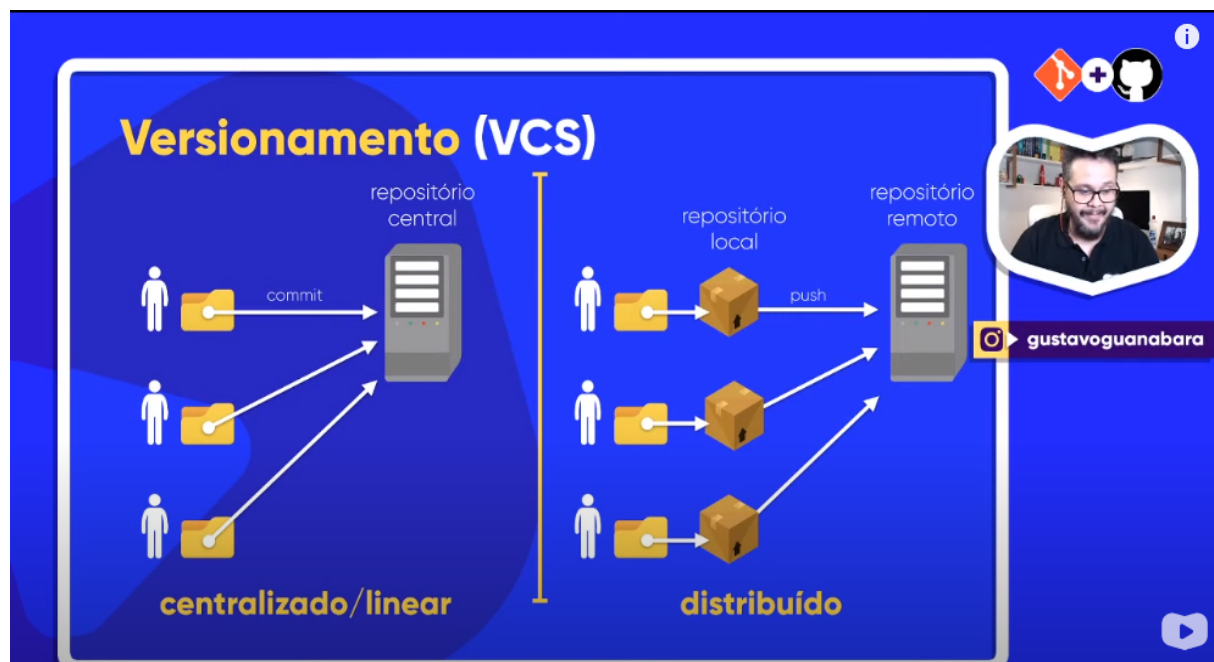 Versionamento (VCS)
repositório
central
commit
centralizado/linear
repositório
local
repositório
remoto
push
distribuído
gustavoguanabara